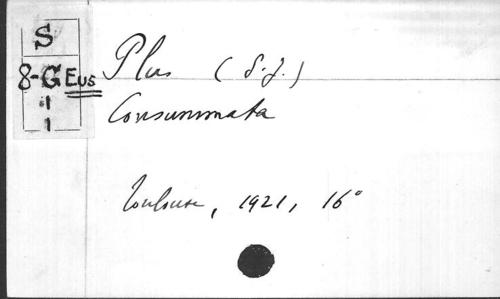 S
8-G Eus
1
1
Plus (S.J.)
Consummata
Toulouse, 1921, 16°